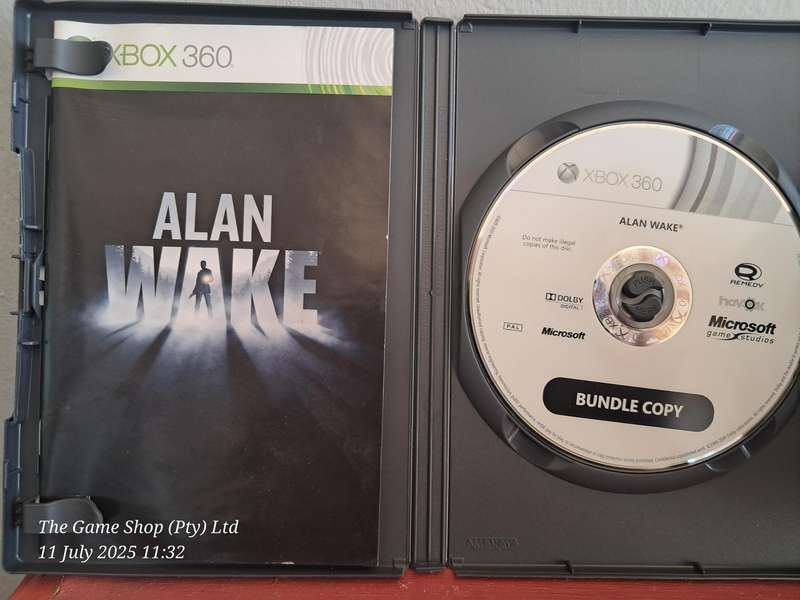 XBOX 360
ALAN
WAKE
The Game Shop (Pty) Ltd
11 July 2025 11:32
XBOX 360
ALAN WAKE®
Do not make illegal
copies of this disc.
REMEDY
DOLBY
DIGITAL
havok
PAL
Microsoft
Microsoft
game studios
BUNDLE COPY